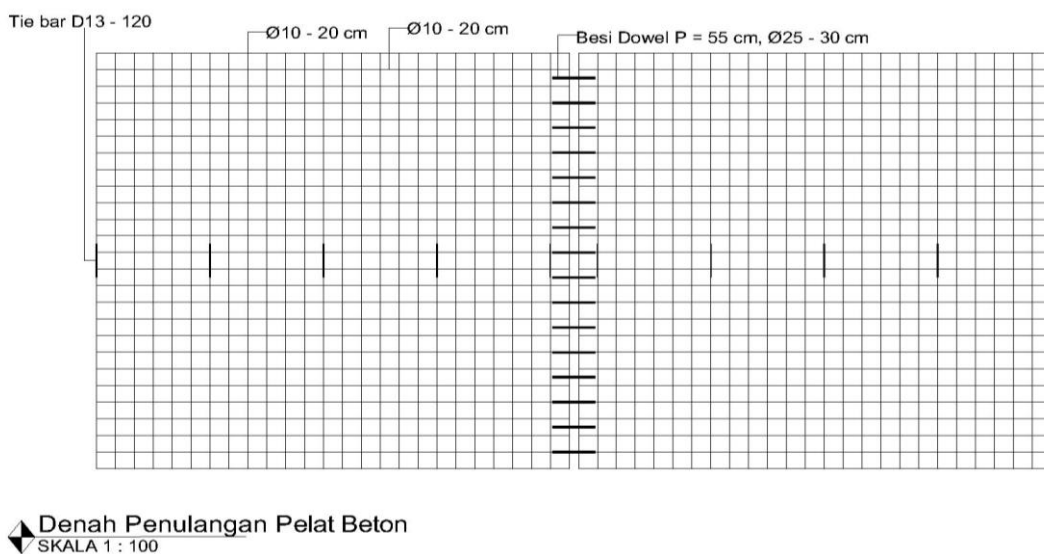 Tie bar D13 - 120
Ø10 - 20 cm
Ø10 - 20 cm
Besi Dowel P = 55 cm, Ø25 - 30 cm
Denah Penulangan Pelat Beton
SKALA 1 : 100